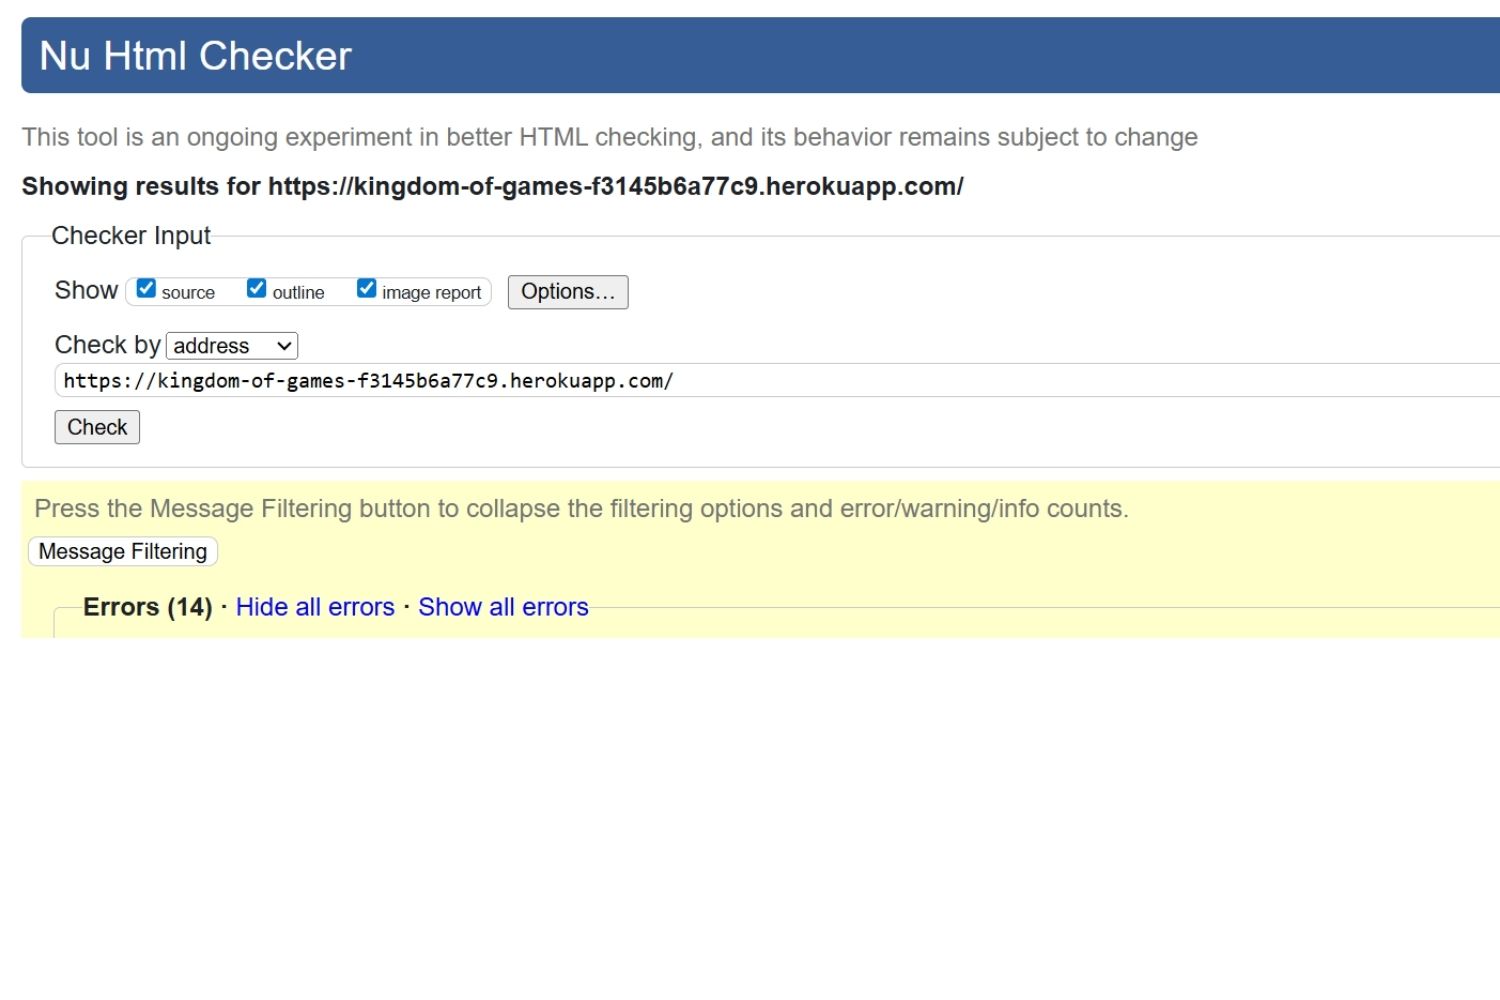 Nu Html Checker
This tool is an ongoing experiment in better HTML checking, and its behavior remains subject to change
Showing results for https://kingdom-of-games-f3145b6a77c9.herokuapp.com/
Checker Input
Show source outline image report Options...
Check by address
https://kingdom-of-games-f3145b6a77c9.herokuapp.com/
Check
Press the Message Filtering button to collapse the filtering options and error/warning/info counts.
Message Filtering
Errors (14) · Hide all errors · Show all errors